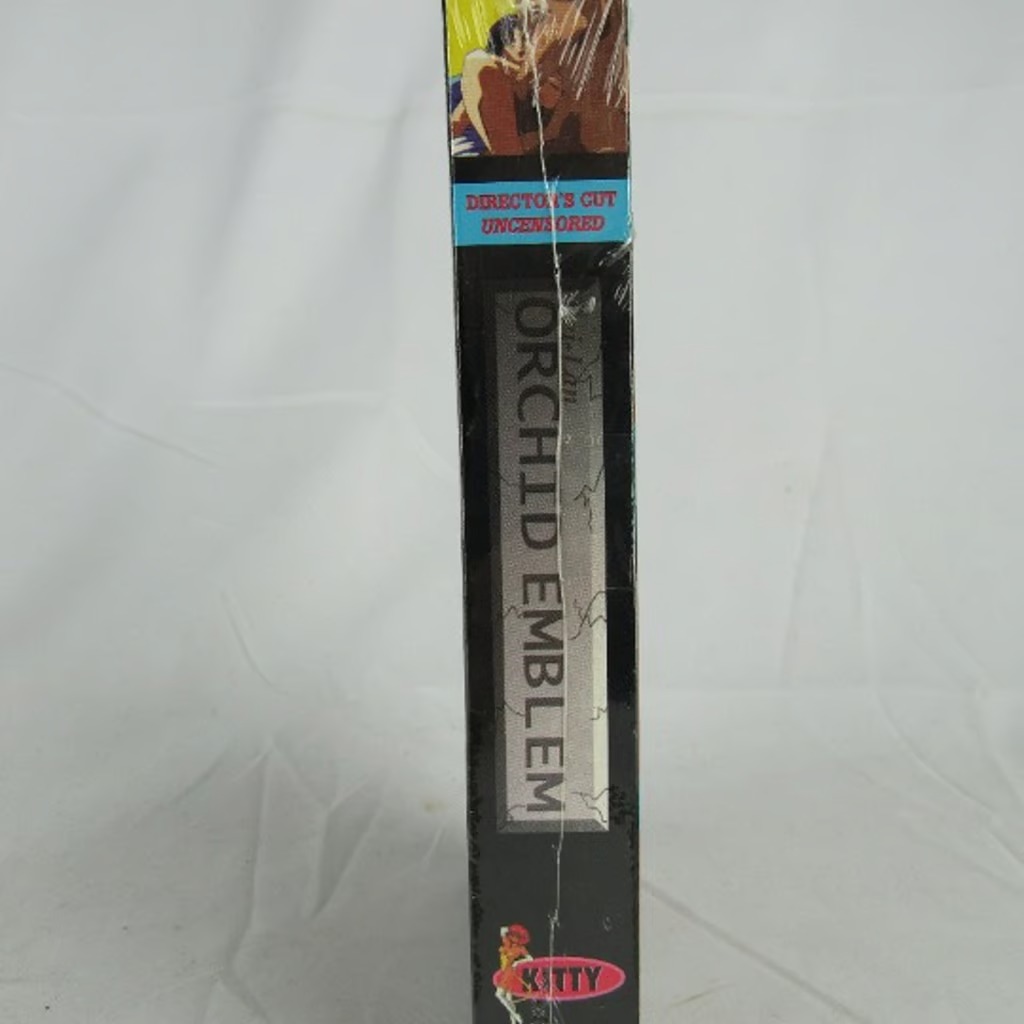 DIRECTOR'S CUT
UNCENSORED
ORCHID EMBLEM
KITTY